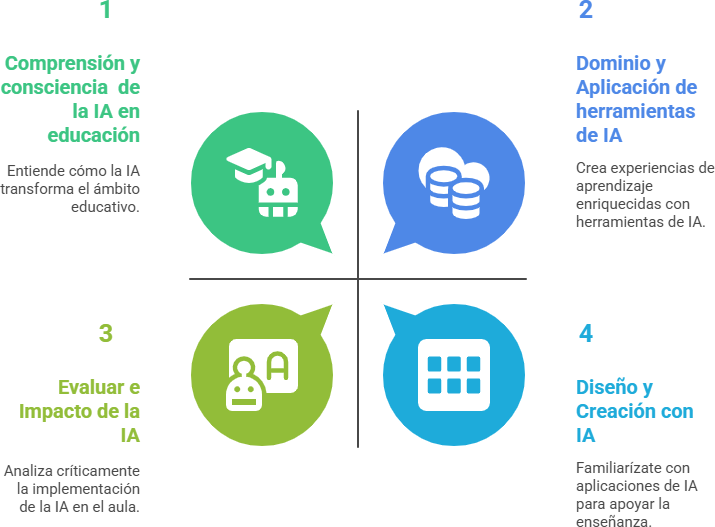 1
Comprensión y
consciencia  de
la IA en
educación
Entiende cómo la IA
transforma el ámbito
educativo.
2
Dominio y
Aplicación de
herramientas
de IA
Crea experiencias de
aprendizaje
enriquecidas con
herramientas de IA.
3
Evaluar e
Impacto de la
IA
Analiza críticamente
la implementación
de la IA en el aula.
4
Diseño y
Creación con
IA
Familiarízate con
aplicaciones de IA
para apoyar la
enseñanza.